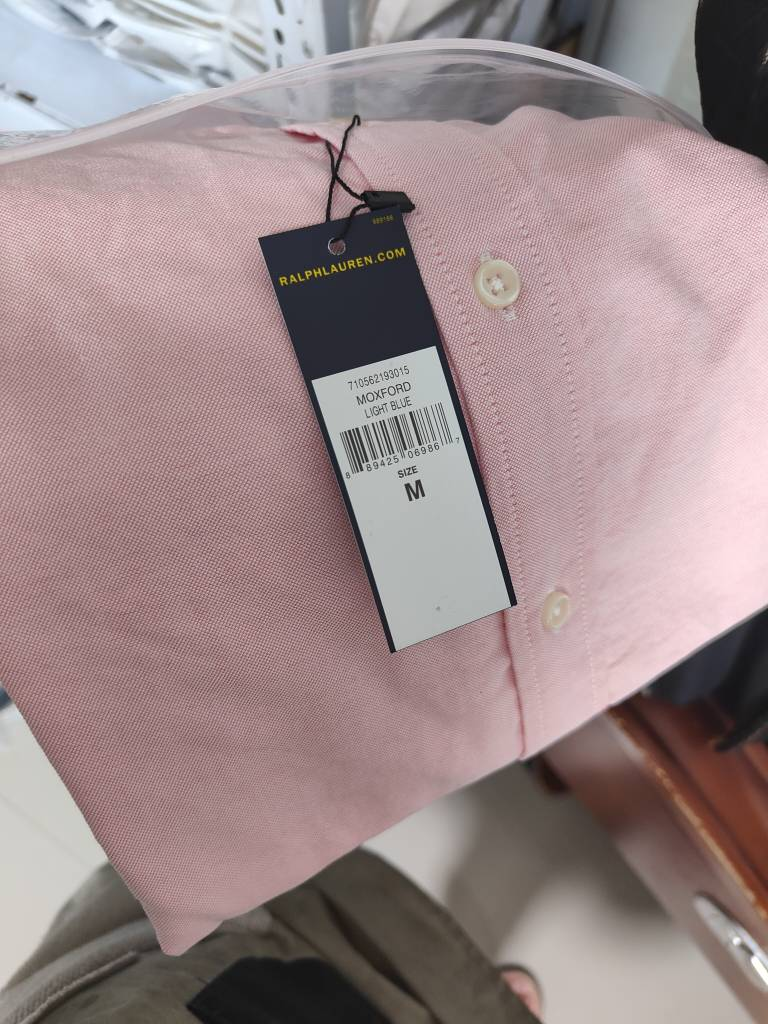 RALPHLAUREN.COM
710562193015
MOXFORD
LIGHT BLUE
8 89425 06986 7
SIZE
M